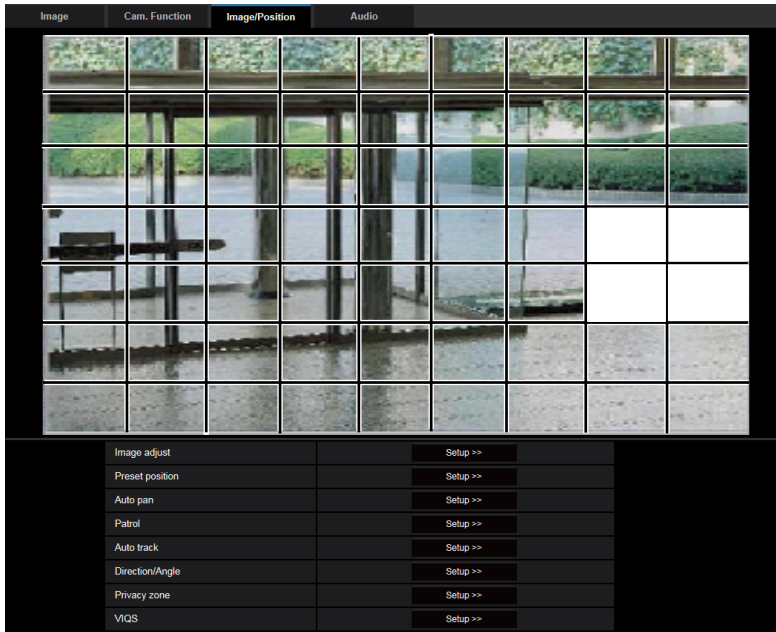 Image Cam. Function Image/Position Audio
Image adjust Setup >>
Preset position Setup >>
Auto pan Setup >>
Patrol Setup >>
Auto track Setup >>
Direction/Angle Setup >>
Privacy zone Setup >>
VIQS Setup >>